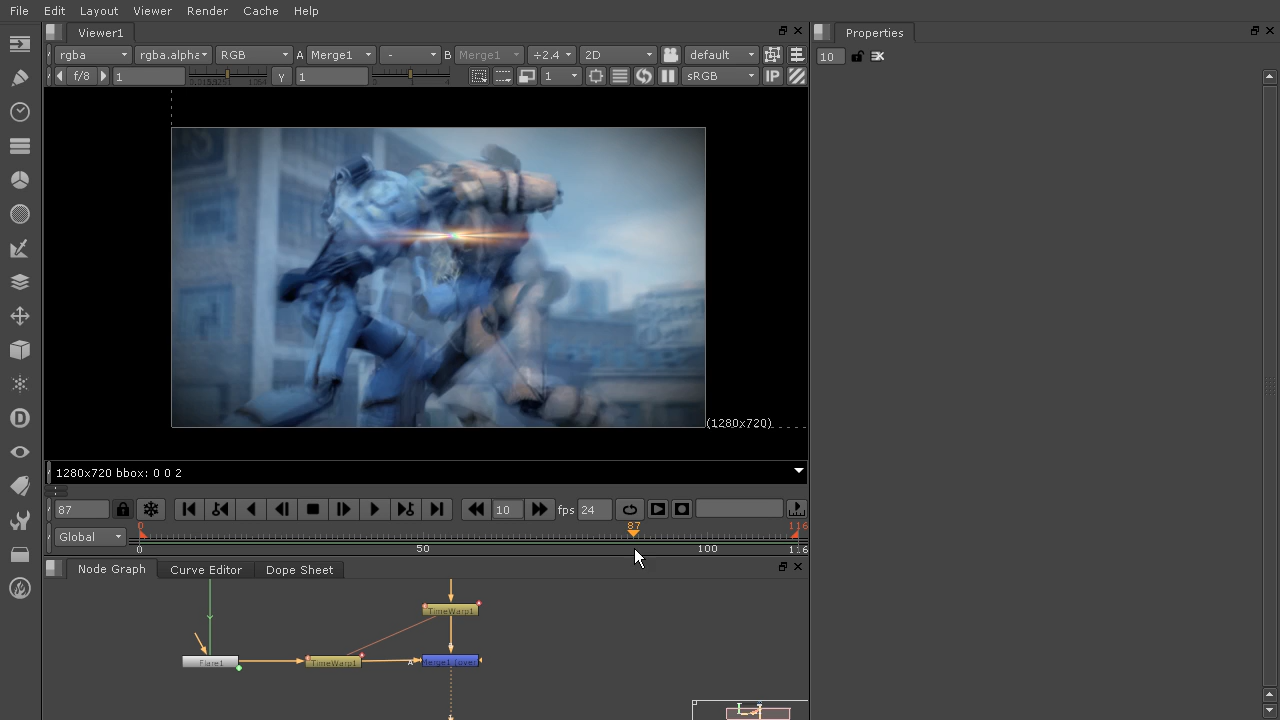 File Edit Layout Viewer Render Cache Help
Viewer1
Properties
rgba rgba.alpha RGB A Merge1 - B Merge1 ÷2.4 2D default
f/8 1 Y 1 1 sRGB IP
10
(1280x720)
1280x720 bbox: 0 0 2
87 10 fps 24
Global 0 87 116
0 50 100 116
Node Graph Curve Editor Dope Sheet
TimeWarp1
Flare1 TimeWarp1 A Merge1 (over